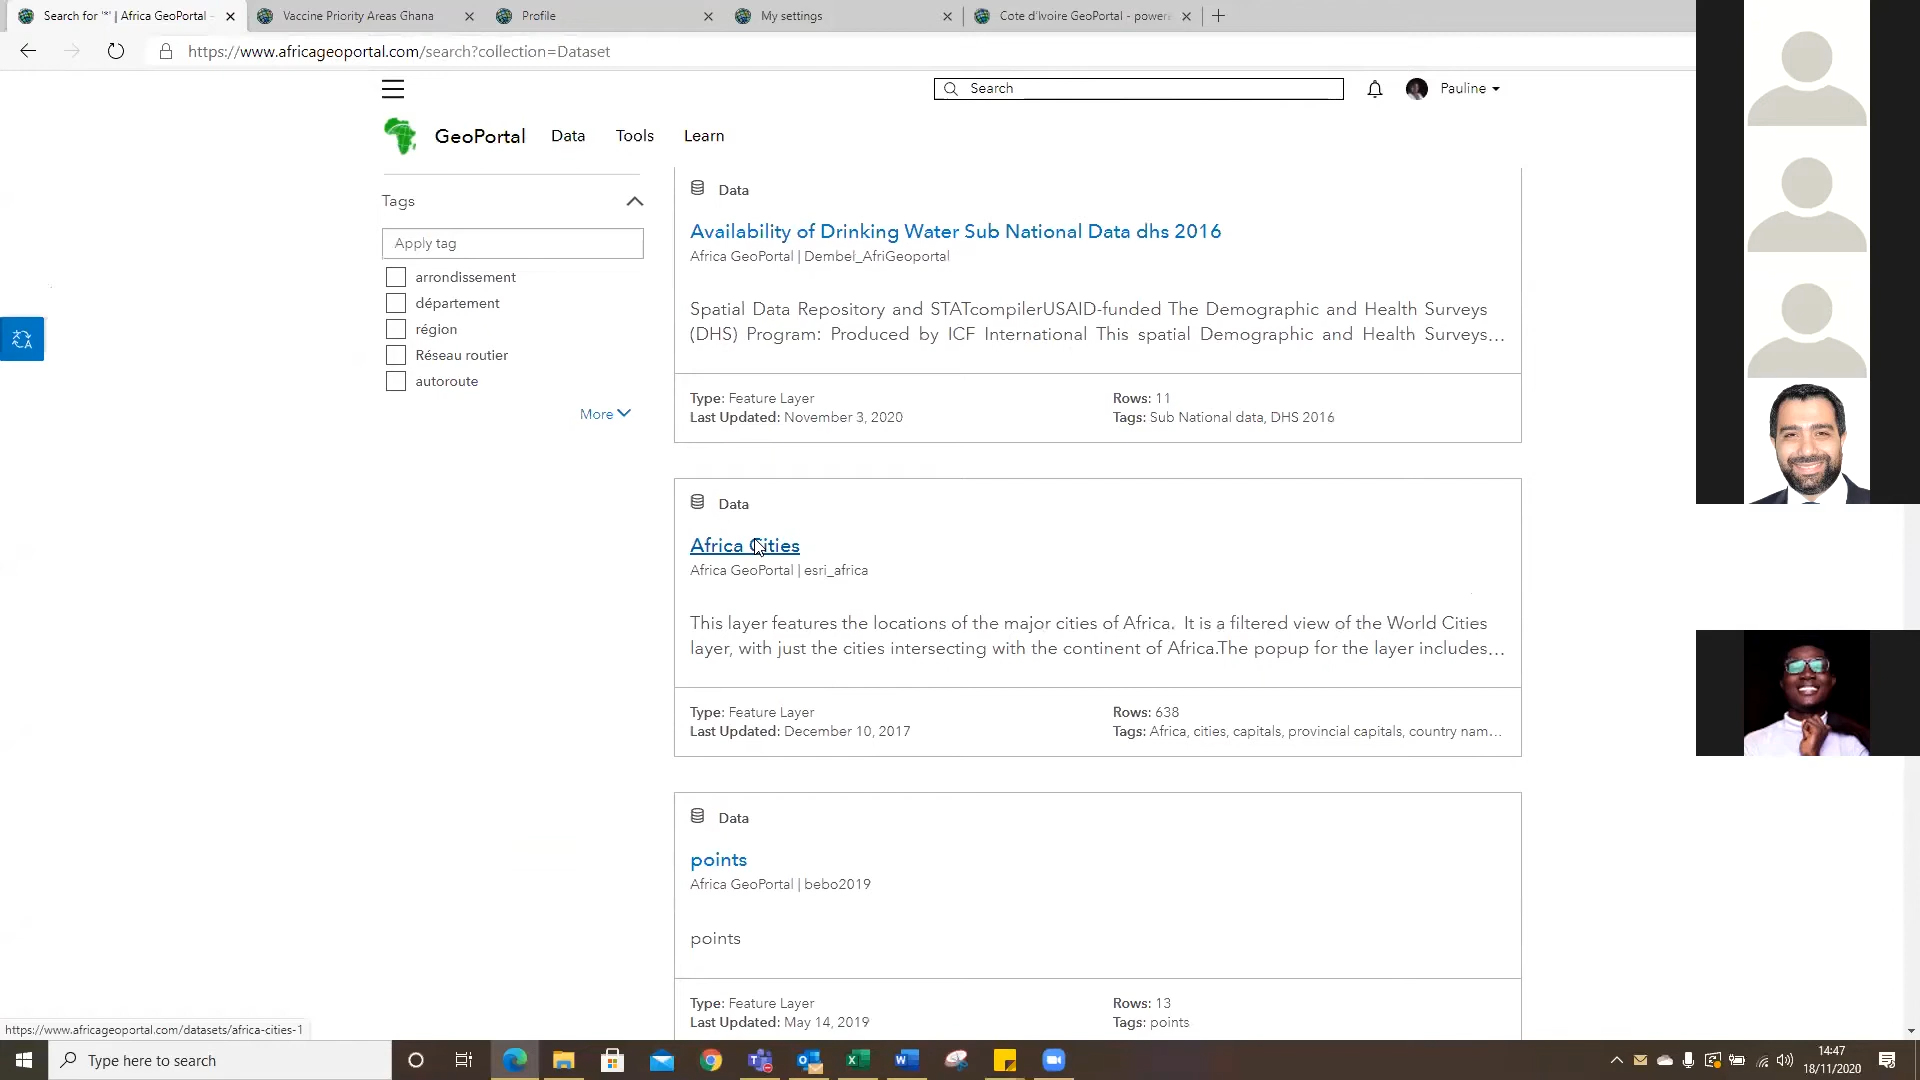 Search for '*' | Africa GeoPortal -
Vaccine Priority Areas Ghana
Profile
My settings
Cote d'Ivoire GeoPortal - powere
https://www.africageoportal.com/search?collection=Dataset
Search
Pauline
GeoPortal
Data
Tools
Learn
Tags
Apply tag
arrondissement
département
région
Réseau routier
autoroute
More
Data
Availability of Drinking Water Sub National Data dhs 2016
Africa GeoPortal | Dembel_AfriGeoportal
Spatial Data Repository and STATcompilerUSAID-funded The Demographic and Health Surveys
(DHS) Program: Produced by ICF International This spatial Demographic and Health Surveys...
Type: Feature Layer
Rows: 11
Last Updated: November 3, 2020
Tags: Sub National data, DHS 2016
Data
Africa Cities
Africa GeoPortal | esri_africa
This layer features the locations of the major cities of Africa. It is a filtered view of the World Cities
layer, with just the cities intersecting with the continent of Africa.The popup for the layer includes...
Type: Feature Layer
Rows: 638
Last Updated: December 10, 2017
Tags: Africa, cities, capitals, provincial capitals, country nam...
Data
points
Africa GeoPortal | bebo2019
points
Type: Feature Layer
Rows: 13
Last Updated: May 14, 2019
Tags: points
https://www.africageoportal.com/datasets/africa-cities-1
Type here to search
14:47
18/11/2020